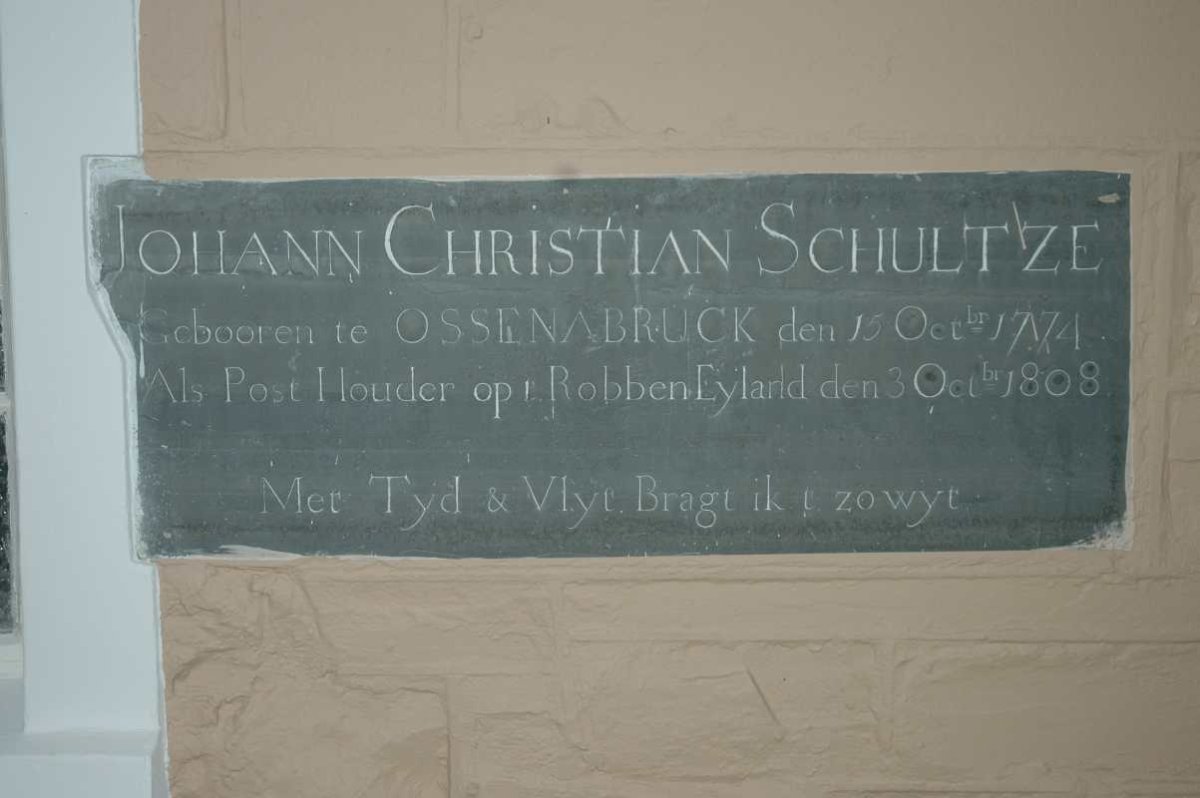 JOHANN CHRISTIAN SCHULTZE
Gebooren te OSSENABRUCK den 15 Octbr 1774
Als Post Houder op t Robben Eyland den 3 Octbr 1808
Met Tyd & Vlyt Bragt ik t zo wyt